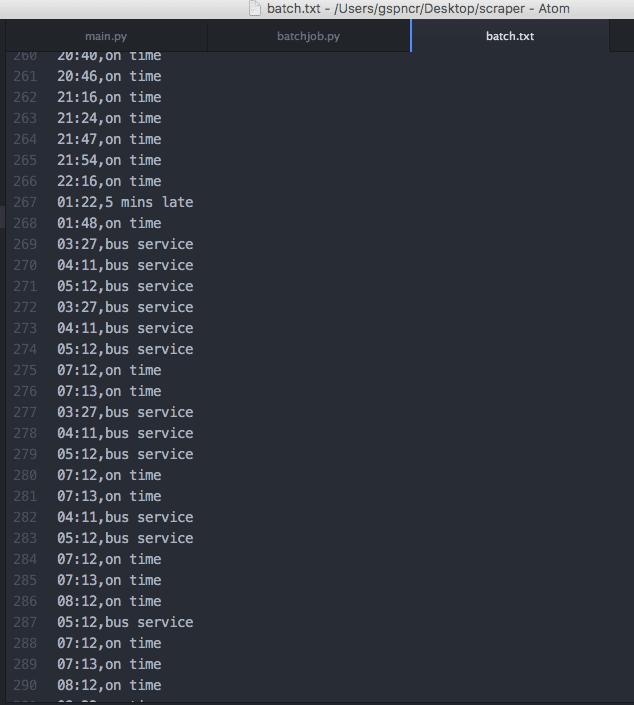 batch.txt - /Users/gspncr/Desktop/scraper - Atom
main.py batchjob.py batch.txt
260 20:40,on time
261 20:46,on time
262 21:16,on time
263 21:24,on time
264 21:47,on time
265 21:54,on time
266 22:16,on time
267 01:22,5 mins late
268 01:48,on time
269 03:27,bus service
270 04:11,bus service
271 05:12,bus service
272 03:27,bus service
273 04:11,bus service
274 05:12,bus service
275 07:12,on time
276 07:13,on time
277 03:27,bus service
278 04:11,bus service
279 05:12,bus service
280 07:12,on time
281 07:13,on time
282 04:11,bus service
283 05:12,bus service
284 07:12,on time
285 07:13,on time
286 08:12,on time
287 05:12,bus service
288 07:12,on time
289 07:13,on time
290 08:12,on time